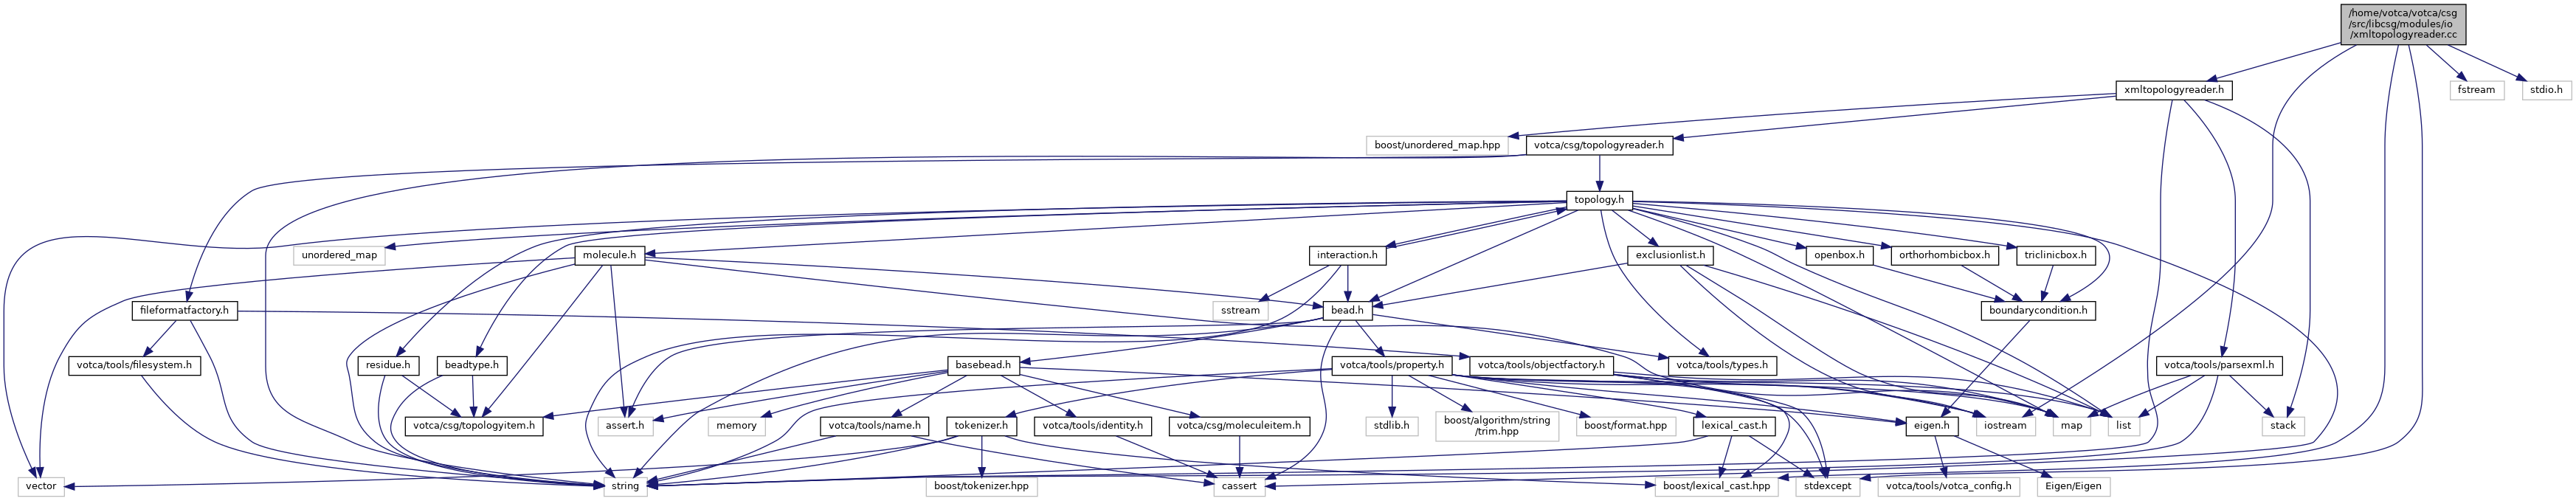 /home/votca/votca/csg
/src/libcsg/modules/io
/xmltopologyreader.cc
xmltopologyreader.h
fstream
stdio.h
boost/unordered_map.hpp
votca/csg/topologyreader.h
topology.h
unordered_map
molecule.h
interaction.h
exclusionlist.h
openbox.h
orthorhombicbox.h
triclinicbox.h
fileformatfactory.h
sstream
bead.h
boundarycondition.h
votca/tools/filesystem.h
residue.h
beadtype.h
basebead.h
votca/tools/property.h
votca/tools/objectfactory.h
votca/tools/types.h
votca/tools/parsexml.h
votca/csg/topologyitem.h
assert.h
memory
votca/tools/name.h
tokenizer.h
votca/tools/identity.h
votca/csg/moleculeitem.h
stdlib.h
boost/algorithm/string
/trim.hpp
boost/format.hpp
lexical_cast.h
eigen.h
iostream
map
list
stack
vector
string
boost/tokenizer.hpp
cassert
boost/lexical_cast.hpp
stdexcept
votca/tools/votca_config.h
Eigen/Eigen